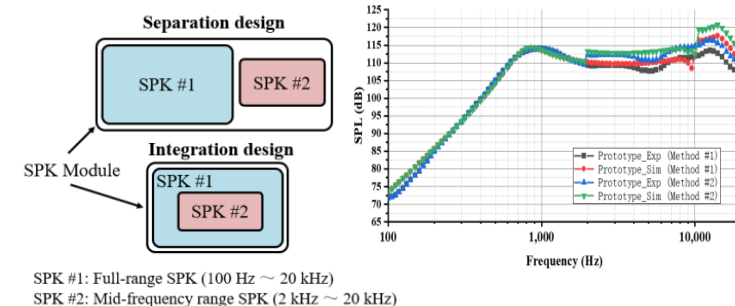 Separation design
SPK #1
SPK #2
Integration design
SPK Module
SPK #1
SPK #2
SPK #1: Full-range SPK (100 Hz ～ 20 kHz)
SPK #2: Mid-frequency range SPK (2 kHz ～ 20 kHz)
SPL (dB)
125
120
115
110
105
100
95
90
85
80
75
70
65
Prototype_Exp (Method #1)
Prototype_Sim (Method #1)
Prototype_Exp (Method #2)
Prototype_Sim (Method #2)
100
1,000
10,000
Frequency (Hz)